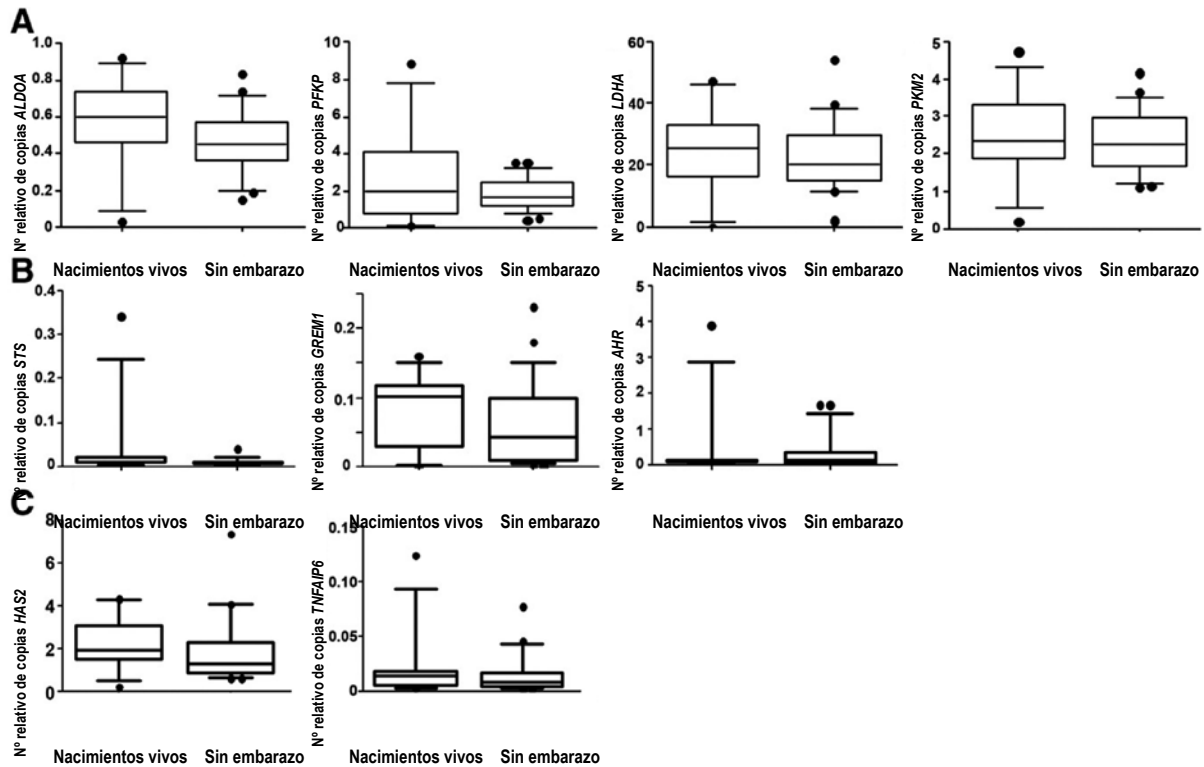 A
Nº relativo de copias ALDOA
1.0
0.8
0.6
0.4
0.2
0
Nacimientos vivos Sin embarazo
Nº relativo de copias PFKP
10
8
6
4
2
0
Nacimientos vivos Sin embarazo
Nº relativo de copias LDHA
60
40
20
0
Nacimientos vivos Sin embarazo
Nº relativo de copias PKM2
5
4
3
2
1
0
Nacimientos vivos Sin embarazo
B
Nº relativo de copias STS
0.4
0.3
0.2
0.1
0
Nacimientos vivos Sin embarazo
Nº relativo de copias GREM1
0.2
0.1
0
Nacimientos vivos Sin embarazo
Nº relativo de copias AHR
5
4
3
2
1
0
Nacimientos vivos Sin embarazo
C
Nº relativo de copias HAS2
8
6
4
2
0
Nacimientos vivos Sin embarazo
Nº relativo de copias TNFAIP6
0.15
0.10
0.05
0
Nacimientos vivos Sin embarazo